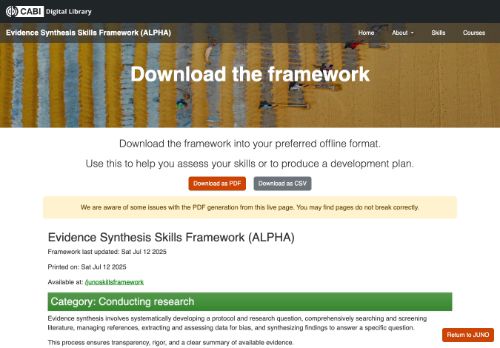 CABI Digital Library
Evidence Synthesis Skills Framework (ALPHA)
Home About Skills Courses
Download the framework
Download the framework into your preferred offline format.
Use this to help you assess your skills or to produce a development plan.
Download as PDF Download as CSV
We are aware of some issues with the PDF generation from this live page. You may find pages do not break correctly.
Evidence Synthesis Skills Framework (ALPHA)
Framework last updated: Sat Jul 12 2025
Printed on: Sat Jul 12 2025
Available at: /junoskillsframework
Category: Conducting research
Evidence synthesis involves systematically developing a protocol and research question, comprehensively searching and screening
literature, managing references, extracting and assessing data for bias, and synthesizing findings to answer a specific question.
Return to JUNO
This process ensures transparency, rigor, and a clear summary of available evidence.